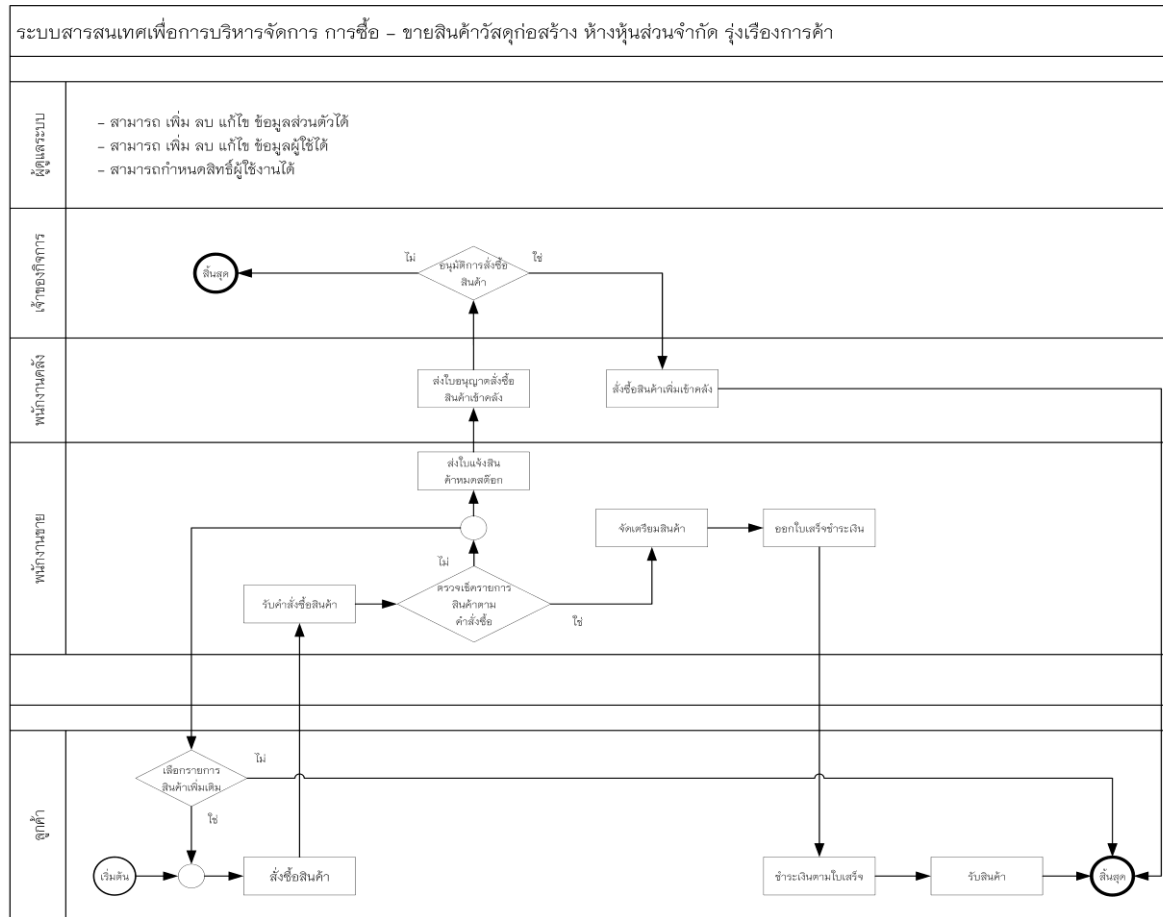 ระบบสารสนเทศเพื่อการบริหารจัดการ การซื้อ – ขายสินค้าวัสดุก่อสร้าง ห้างหุ้นส่วนจำกัด รุ่งเรืองการค้า
ผู้ดูแลระบบ
– สามารถ เพิ่ม ลบ แก้ไข ข้อมูลส่วนตัวได้
– สามารถ เพิ่ม ลบ แก้ไข ข้อมูลผู้ใช้ได้
– สามารถกำหนดสิทธิ์ผู้ใช้งานได้
เจ้าของกิจการ
สิ้นสุด
ไม่
อนุมัติการสั่งซื้อ
สินค้า
ใช่
พนักงานคลัง
ส่งใบอนุญาตสั่งซื้อ
สินค้าเข้าคลัง
สั่งซื้อสินค้าเพิ่มเข้าคลัง
พนักงานขาย
ส่งใบแจ้งสิน
ค้าหมดสต๊อก
จัดเตรียมสินค้า
ออกใบเสร็จชำระเงิน
ไม่
รับคำสั่งซื้อสินค้า
ตรวจเช็ครายการ
สินค้าตาม
คำสั่งซื้อ
ใช่
ลูกค้า
เลือกรายการ
สินค้าเพิ่มเติม
ไม่
ใช่
เริ่มต้น
สั่งซื้อสินค้า
ชำระเงินตามใบเสร็จ
รับสินค้า
สิ้นสุด